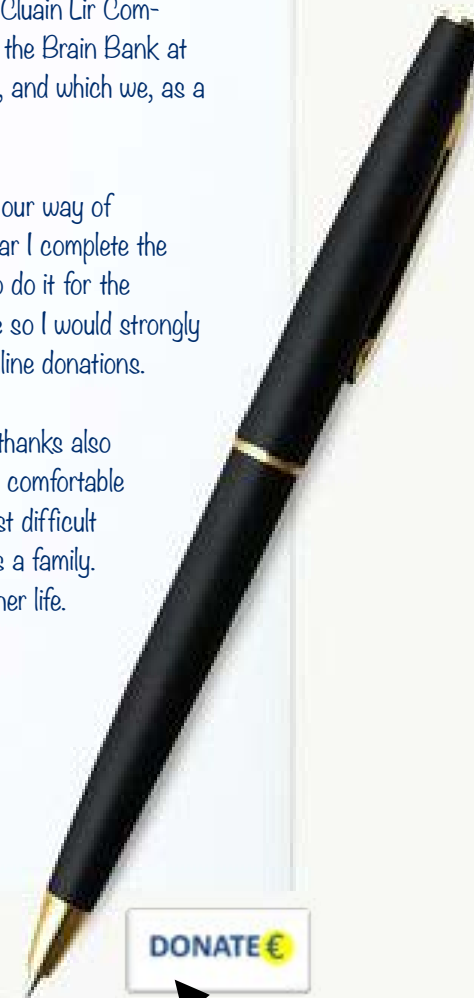 Cluain Lir Com-
the Brain Bank at
, and which we, as a
our way of
ar I complete the
o do it for the
e so I would strongly
line donations.
thanks also
comfortable
st difficult
s a family.
her life.
DONATE €